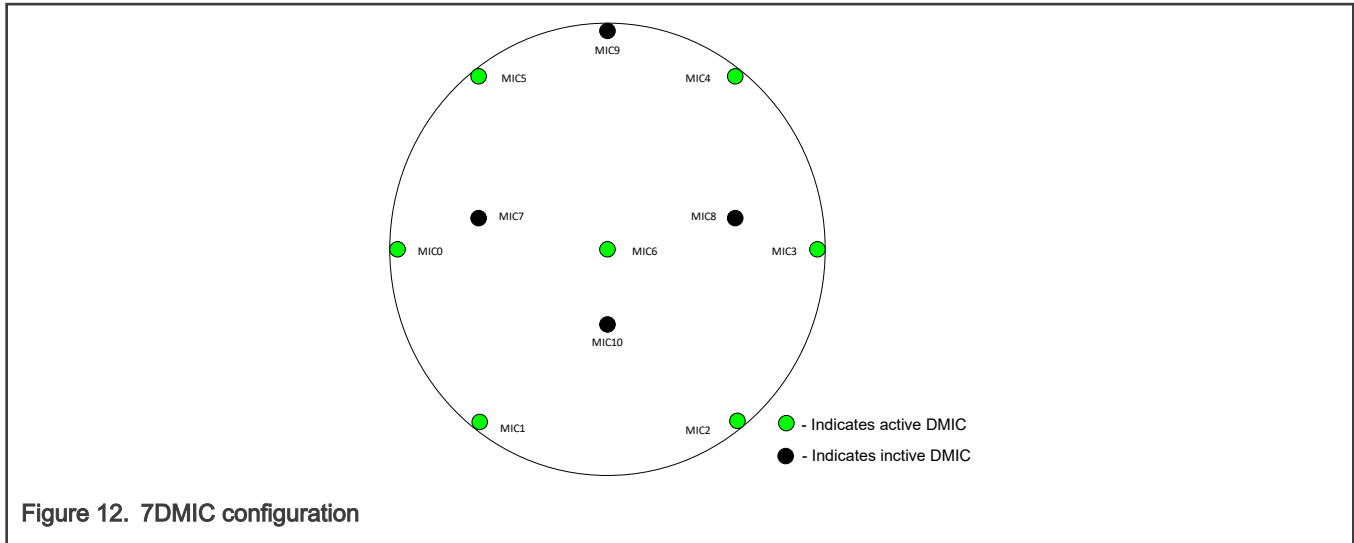 MIC9
MIC5
MIC4
MIC7
MIC8
MIC0
MIC6
MIC3
MIC10
MIC1
MIC2
- Indicates active DMIC
- Indicates inctive DMIC
Figure 12. 7DMIC configuration